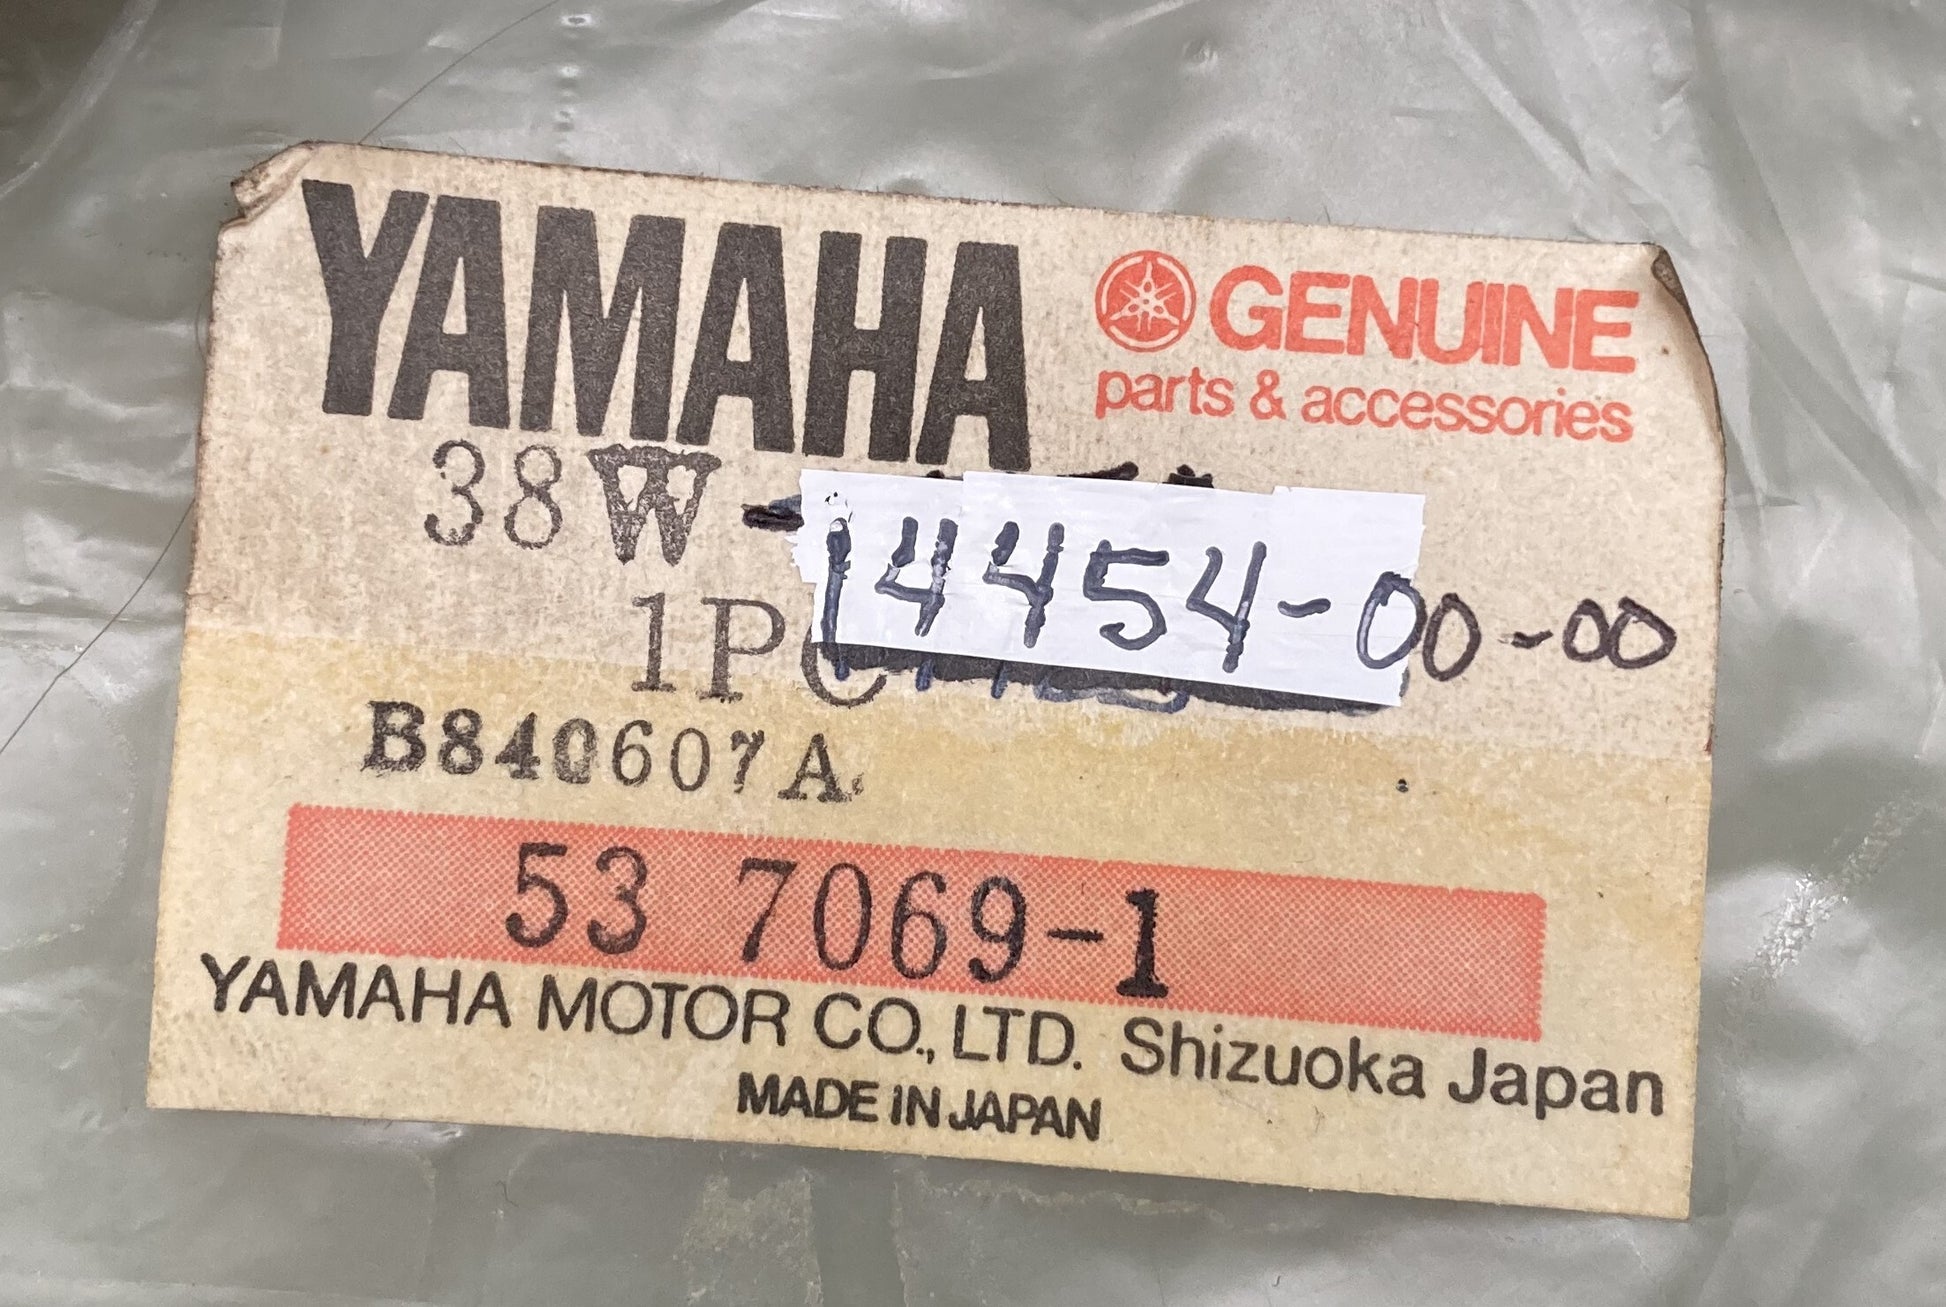 YAMAHA
GENUINE
parts & accessories
38W-14454-00-00
1PC
B840607A
53 7069-1
YAMAHA MOTOR CO., LTD. Shizuoka Japan
MADE IN JAPAN